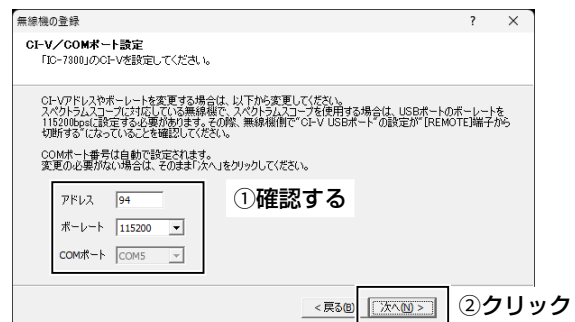 無線機の登録 ? ×
CI-V／COMポート設定
「IC-7300」のCI-Vを設定してください。
CI-Vアドレスやボーレートを変更する場合は、以下から変更してください。
スペクトラムスコープに対応している無線機で、スペクトラムスコープを使用する場合は、USBポートのボーレートを
115200bpsに設定する必要があります。その際、無線機側で"CI-V USBポート"の設定が"[REMOTE]端子から
切断する"になっていることを確認してください。
COMポート番号は自動で設定されます。
変更の必要がない場合は、そのまま「次へ」をクリックしてください。
アドレス 94
①確認する
ボーレート 115200
COMポート COM5
< 戻る(B) 次へ(N) > ②クリック